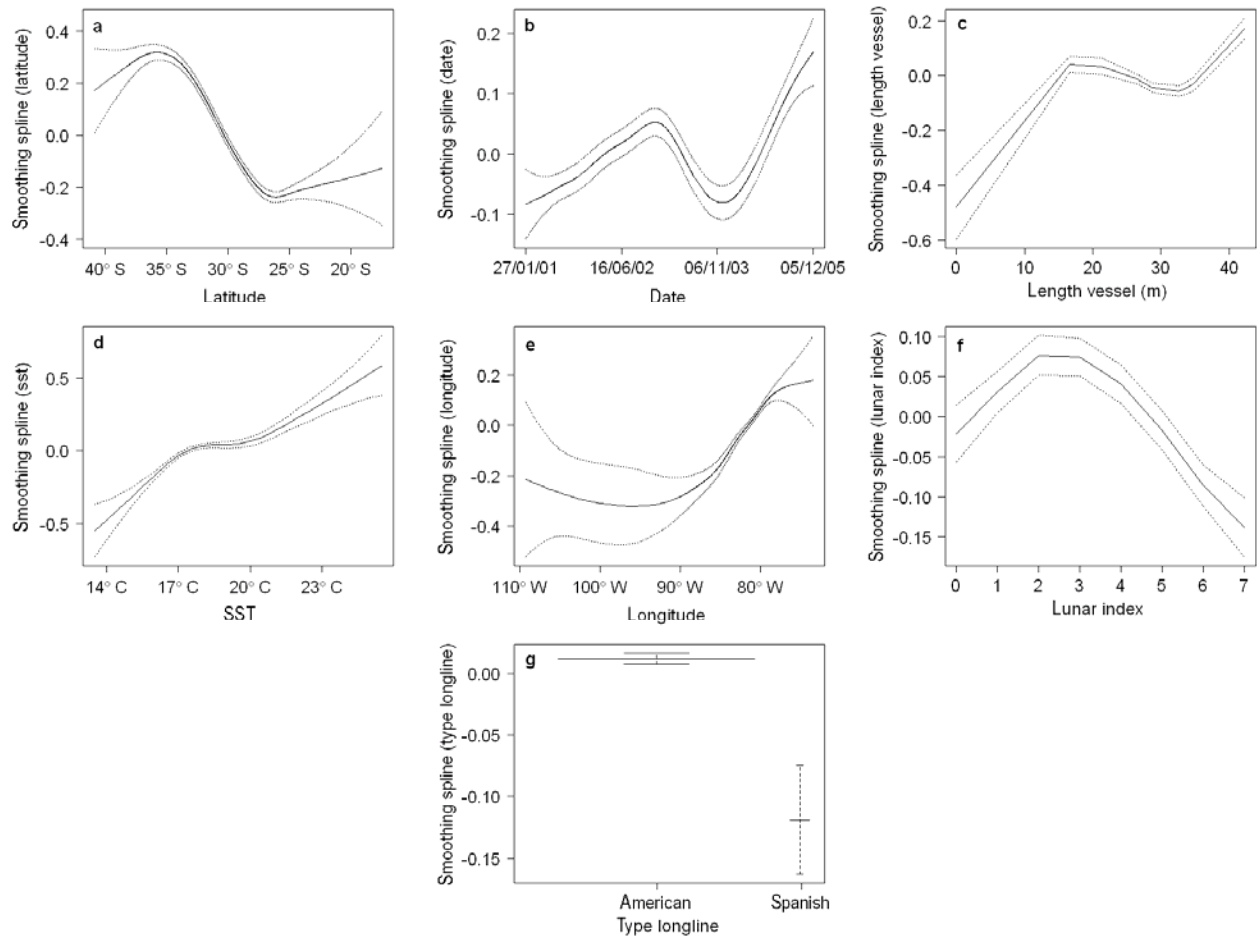 a
Smoothing spline (latitude)
0.4
0.2
0.0
-0.2
-0.4
40° S 35° S 30° S 25° S 20° S
Latitude
b
Smoothing spline (date)
0.2
0.1
0.0
-0.1
27/01/01 16/06/02 06/11/03 05/12/05
Date
c
Smoothing spline (length vessel)
0.2
0.0
-0.2
-0.4
-0.6
0 10 20 30 40
Length vessel (m)
d
Smoothing spline (sst)
0.5
0.0
-0.5
14° C 17° C 20° C 23° C
SST
e
Smoothing spline (longitude)
0.2
0.0
-0.2
-0.4
110° W 100° W 90° W 80° W
Longitude
f
Smoothing spline (lunar index)
0.10
0.05
0.00
-0.05
-0.10
-0.15
0 1 2 3 4 5 6 7
Lunar index
g
Smoothing spline (type longline)
0.00
-0.05
-0.10
-0.15
American Spanish
Type longline